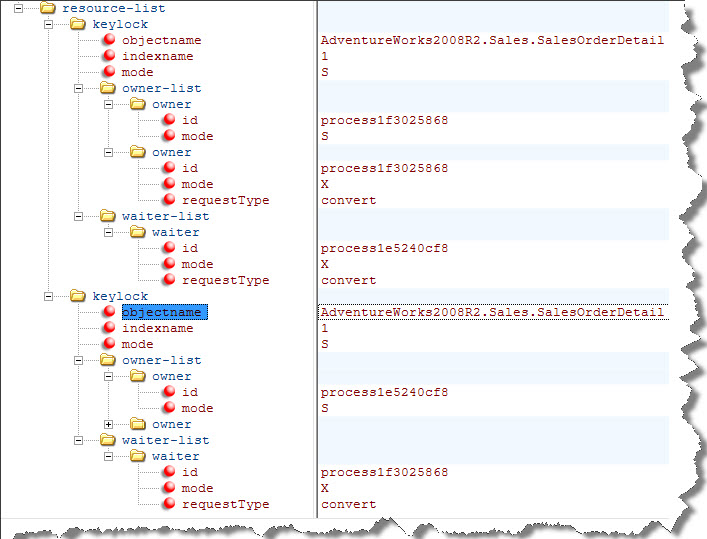 resource-list
keylock
objectname AdventureWorks2008R2.Sales.SalesOrderDetail
indexname 1
mode S
owner-list
owner
id process1f3025868
mode S
owner
id process1f3025868
mode X
requestType convert
waiter-list
waiter
id process1e5240cf8
mode X
requestType convert
keylock
objectname AdventureWorks2008R2.Sales.SalesOrderDetail
indexname 1
mode S
owner-list
owner
id process1e5240cf8
mode S
owner
waiter-list
waiter
id process1f3025868
mode X
requestType convert